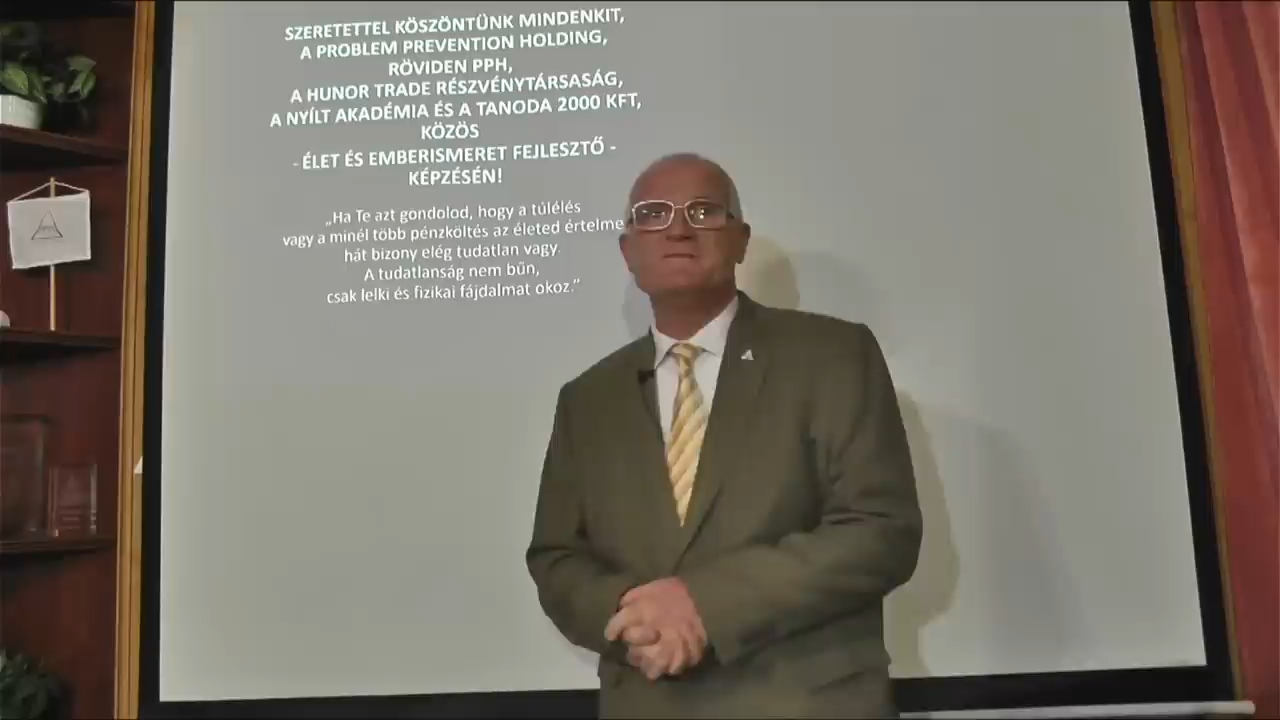 SZERETETTEL KÖSZÖNTÜNK MINDENKIT,
A PROBLEM PREVENTION HOLDING,
RÖVIDEN PPH,
A HUNOR TRADE RÉSZVÉNYTÁRSASÁG,
A NYÍLT AKADÉMIA ÉS A TANODA 2000 KFT,
KÖZÖS
- ÉLET ÉS EMBERISMERET FEJLESZTŐ -
KÉPZÉSÉN!
„Ha Te azt gondolod, hogy a túlélés
vagy a minél több pénzköltés az életed értelme
hát bizony elég tudatlan vagy.
A tudatlanság nem bűn,
csak lelki és fizikai fájdalmat okoz.”